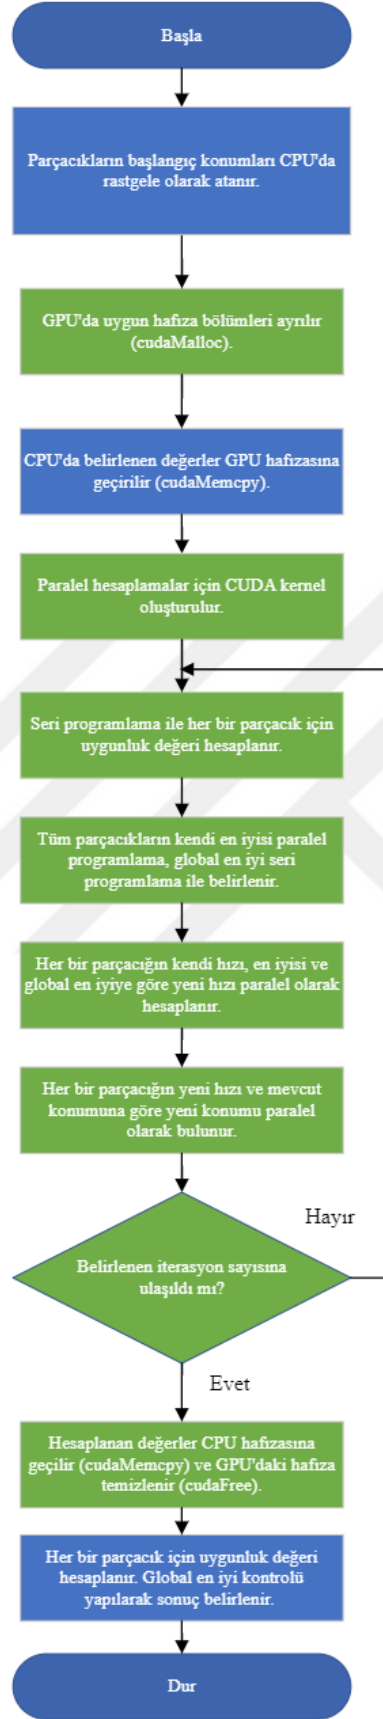 Başla
Parçacıkların başlangıç konumları CPU'da
rastgele olarak atanır.
GPU'da uygun hafıza bölümleri ayrılır
(cudaMalloc).
CPU'da belirlenen değerler GPU hafızasına
geçirilir (cudaMemcpy).
Paralel hesaplamalar için CUDA kernel
oluşturulur.
Seri programlama ile her bir parçacık için
uygunluk değeri hesaplanır.
Tüm parçacıkların kendi en iyisi paralel
programlama, global en iyi seri
programlama ile belirlenir.
Her bir parçacığın kendi hızı, en iyisi ve
global en iyiye göre yeni hızı paralel olarak
hesaplanır.
Her bir parçacığın yeni hızı ve mevcut
konumuna göre yeni konumu paralel
olarak bulunur.
Hayır
Belirlenen iterasyon sayısına
ulaşıldı mı?
Evet
Hesaplanan değerler CPU hafızasına
geçilir (cudaMemcpy) ve GPU'daki hafıza
temizlenir (cudaFree).
Her bir parçacık için uygunluk değeri
hesaplanır. Global en iyi kontrolü
yapılarak sonuç belirlenir.
Dur